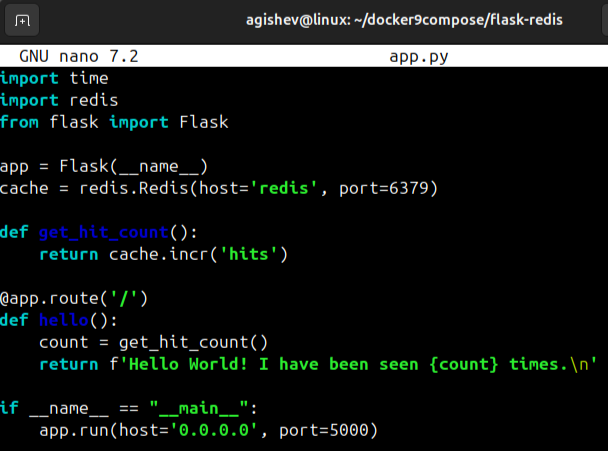 agishev@linux: ~/docker9compose/flask-redis
GNU nano 7.2 app.py
import time
import redis
from flask import Flask

app = Flask(__name__)
cache = redis.Redis(host='redis', port=6379)

def get_hit_count():
    return cache.incr('hits')

@app.route('/')
def hello():
    count = get_hit_count()
    return f'Hello World! I have been seen {count} times.\n'

if __name__ == "__main__":
    app.run(host='0.0.0.0', port=5000)